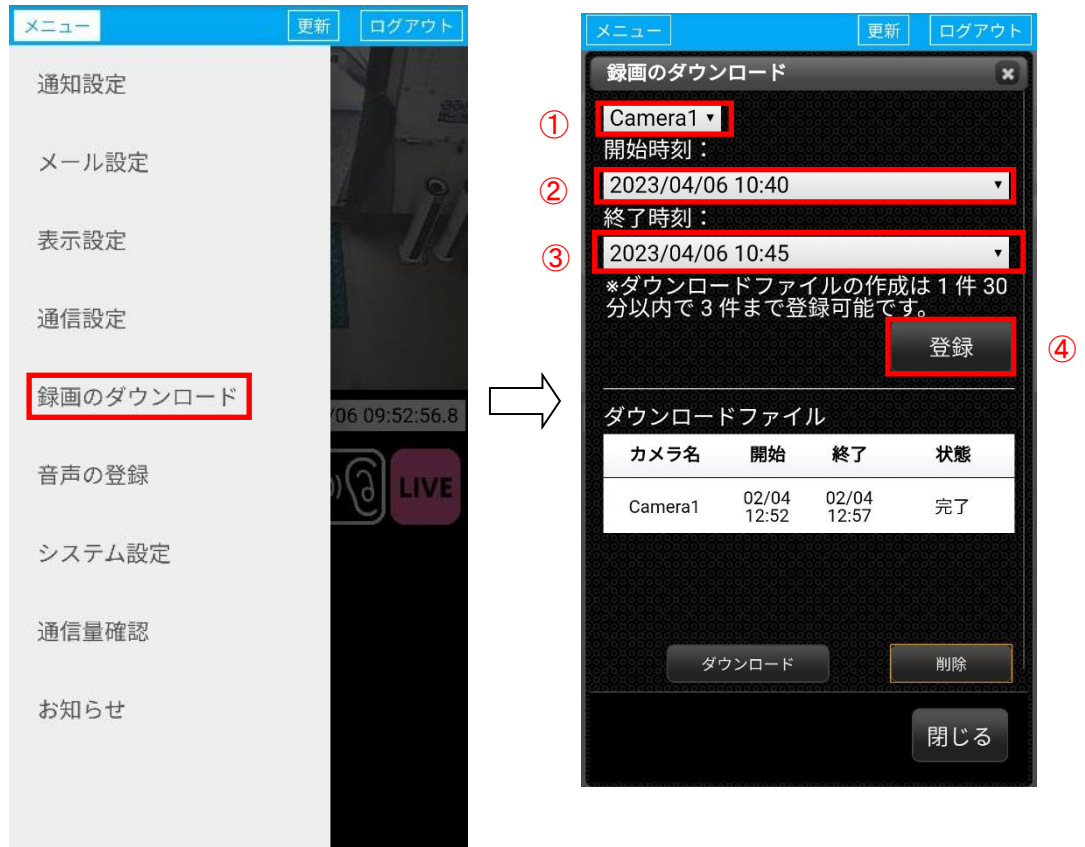 メニュー 更新 ログアウト
通知設定
メール設定
表示設定
通信設定
録画のダウンロード
/06 09:52:56.8
音声の登録
LIVE
システム設定
通信量確認
お知らせ
メニュー 更新 ログアウト
録画のダウンロード
① Camera1
開始時刻：
② 2023/04/06 10:40
終了時刻：
③ 2023/04/06 10:45
※ダウンロードファイルの作成は 1 件 30
分以内で 3 件まで登録可能です。
登録 ④
ダウンロードファイル
カメラ名 開始 終了 状態
Camera1 02/04 12:52 02/04 12:57 完了
ダウンロード 削除
閉じる